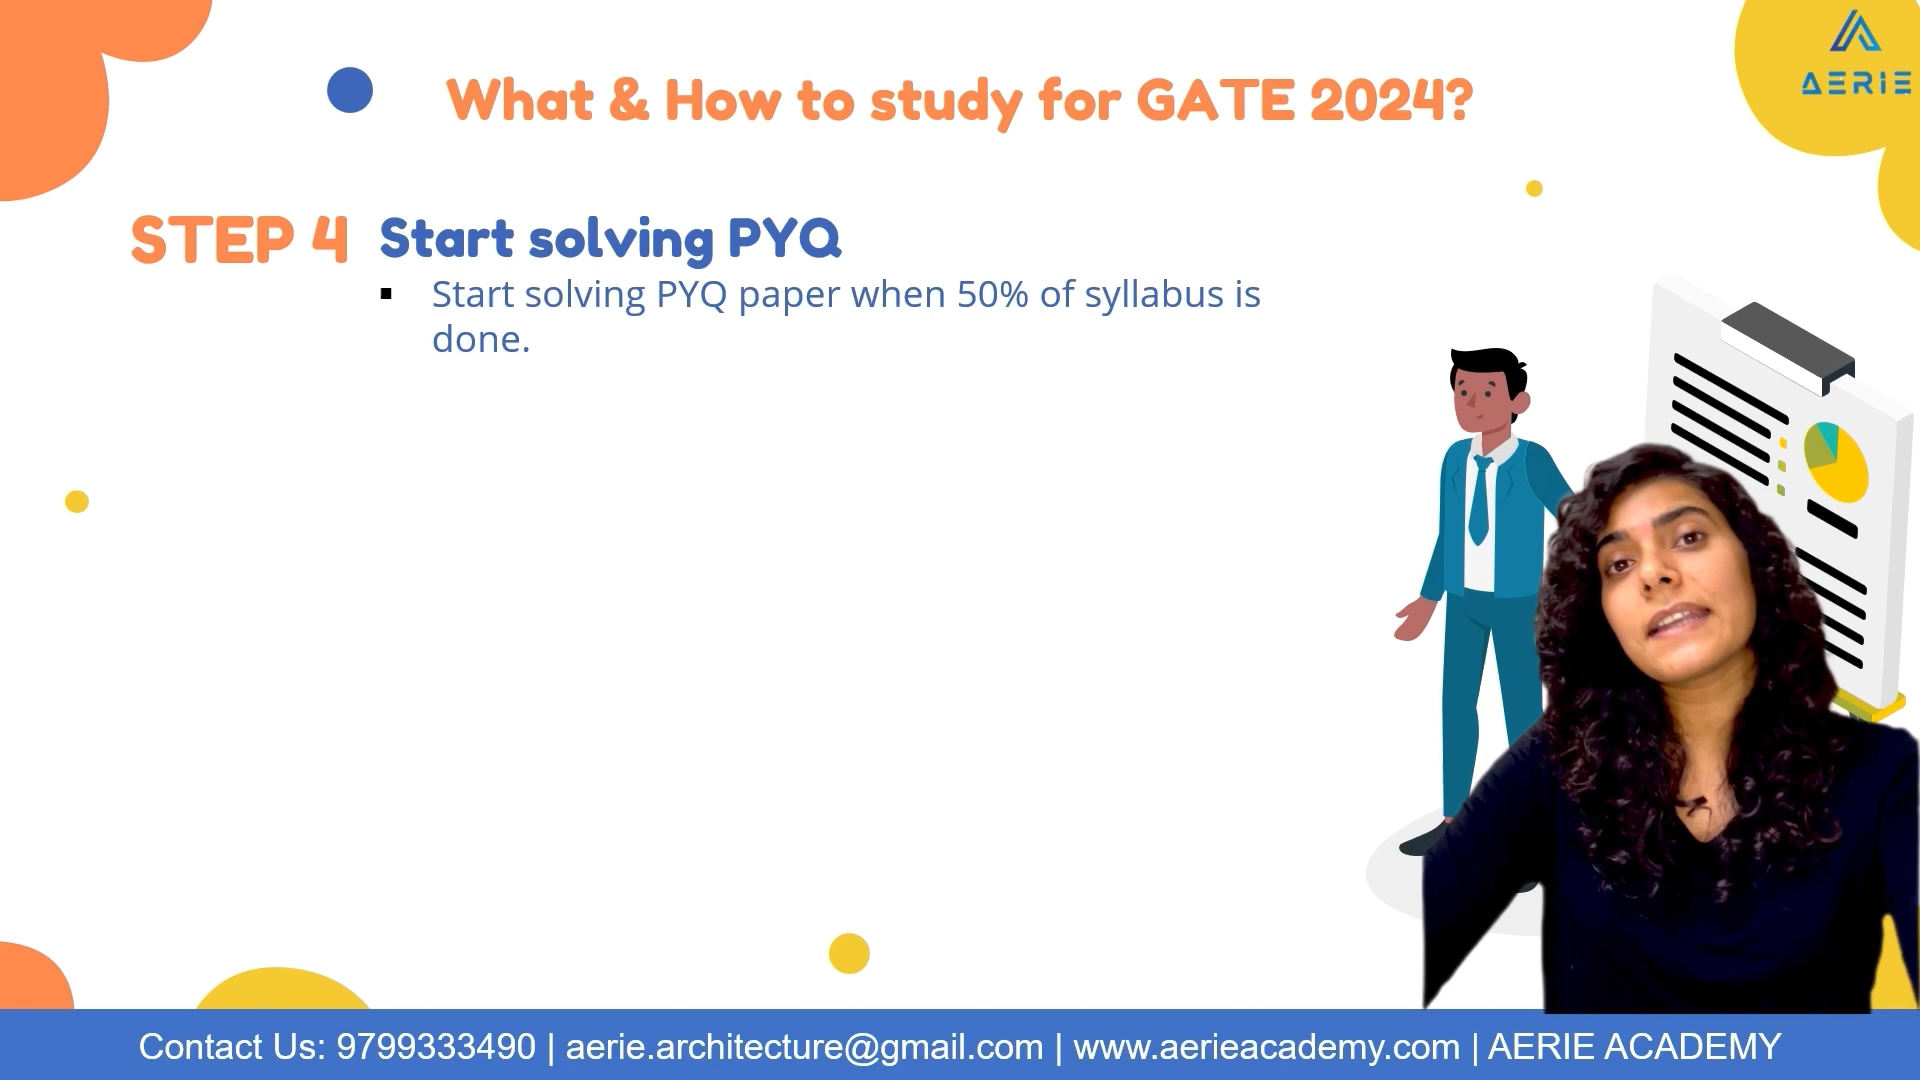 What & How to study for GATE 2024?
AERIE
STEP 4 Start solving PYQ
▪ Start solving PYQ paper when 50% of syllabus is
done.
Contact Us: 9799333490 | aerie.architecture@gmail.com | www.aerieacademy.com | AERIE ACADEMY